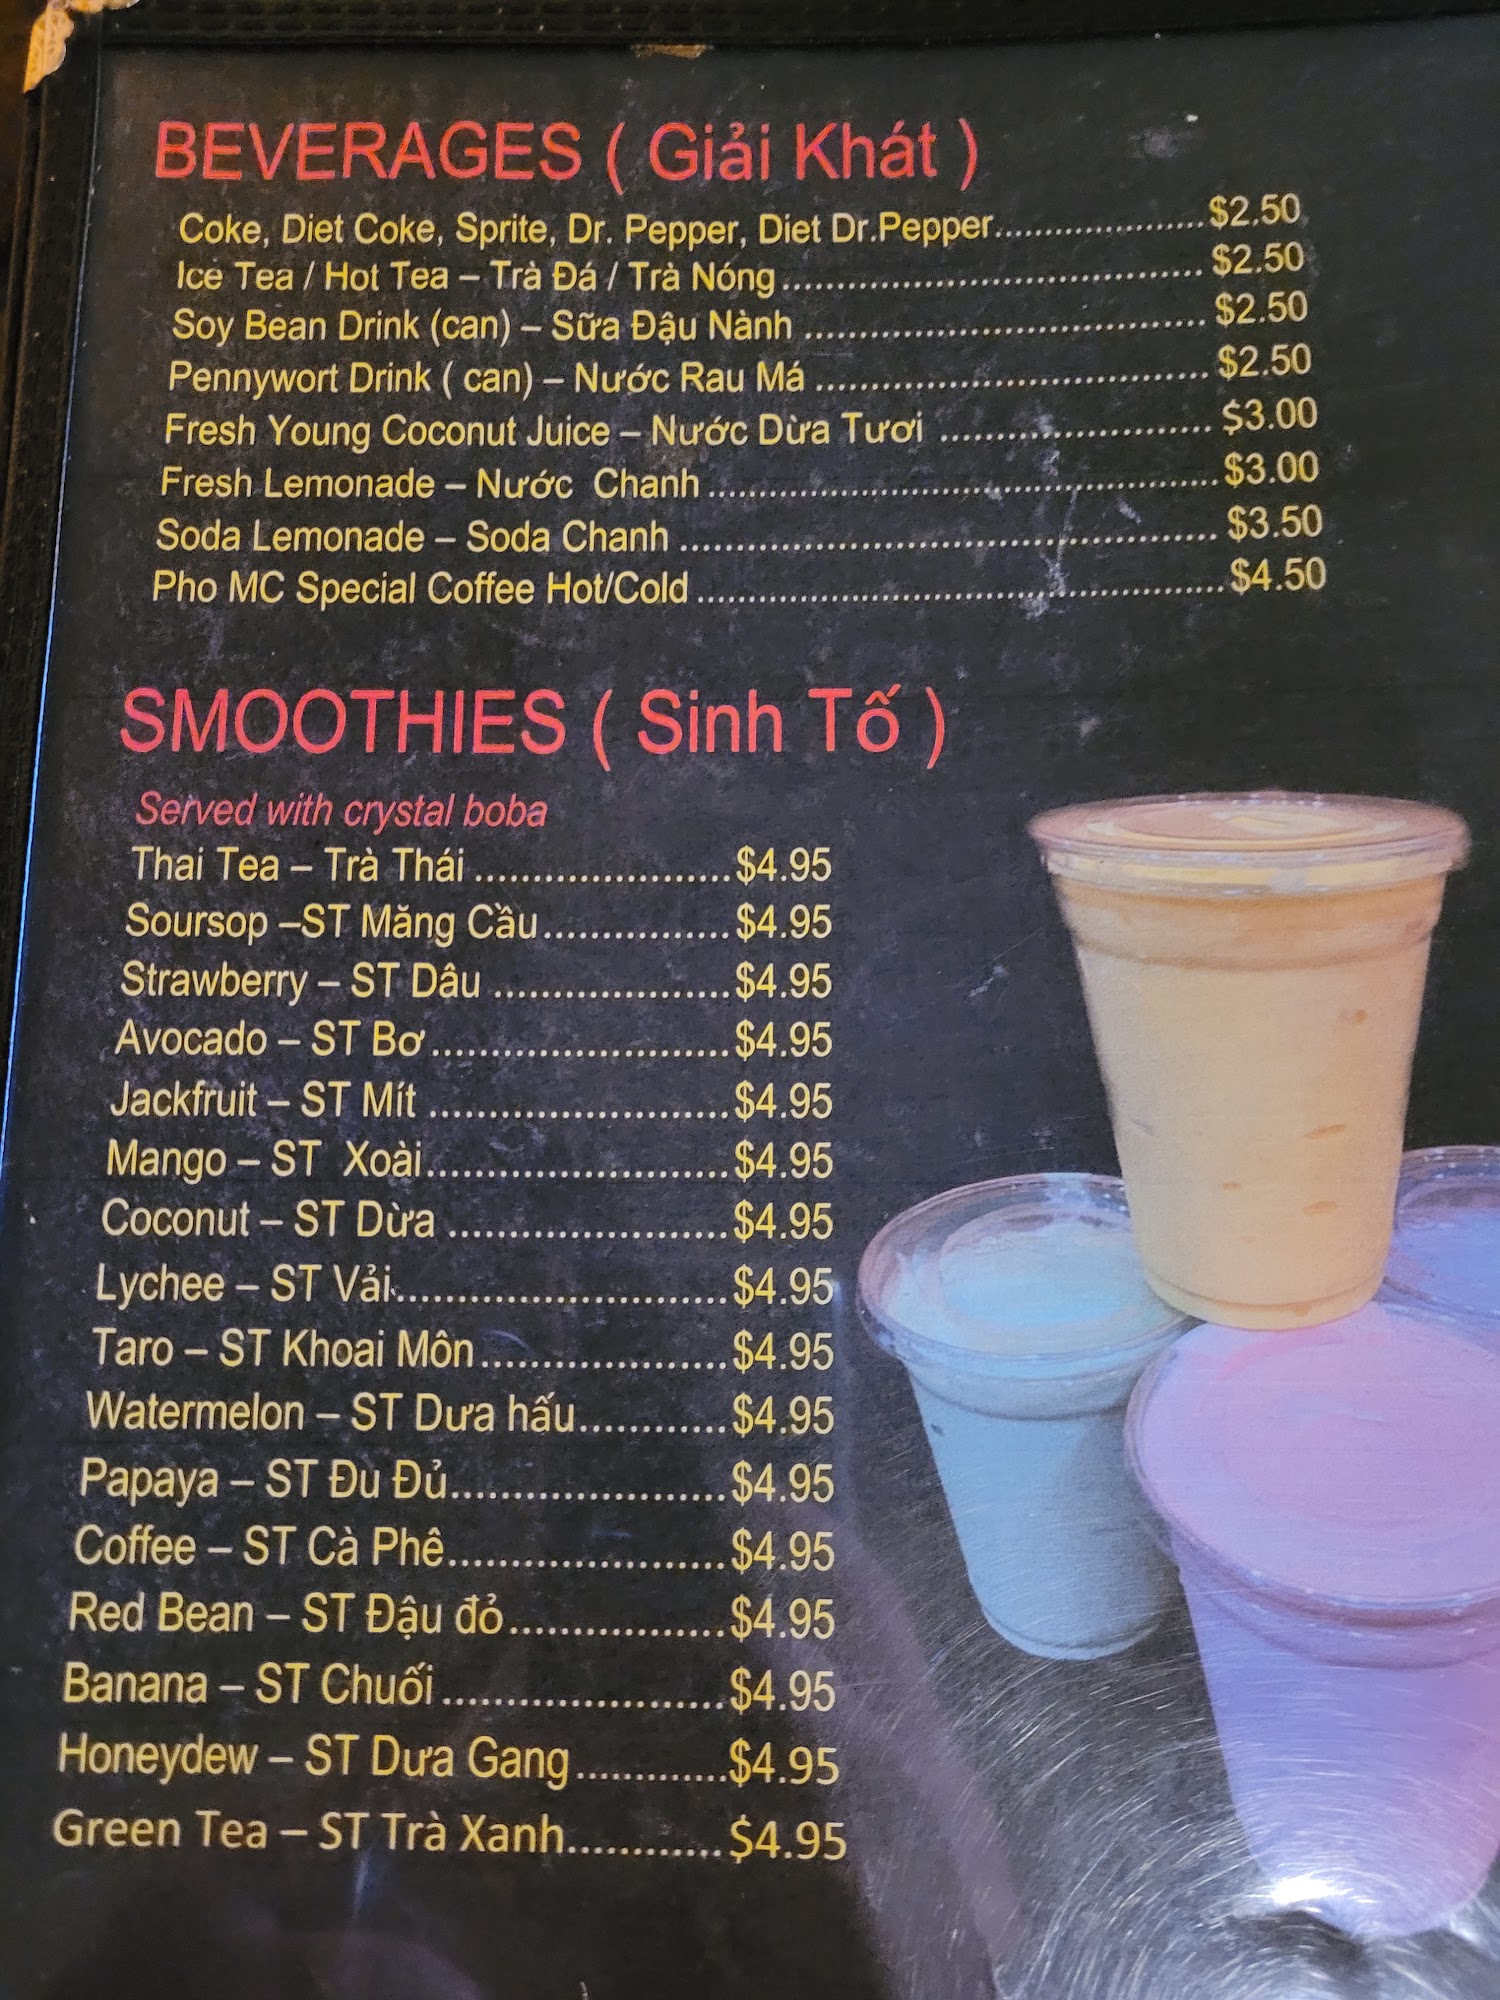 BEVERAGES ( Giải Khát )
Coke, Diet Coke, Sprite, Dr. Pepper, Diet Dr.Pepper.....................$2.50
Ice Tea / Hot Tea – Trà Đá / Trà Nóng .......................................... $2.50
Soy Bean Drink (can) – Sữa Đậu Nành ........................................ $2.50
Pennywort Drink ( can) – Nước Rau Má ....................................... $2.50
Fresh Young Coconut Juice – Nước Dừa Tươi ........................... $3.00
Fresh Lemonade – Nước  Chanh ...................................................$3.00
Soda Lemonade – Soda Chanh ..................................................... $3.50
Pho MC Special Coffee Hot/Cold .....................................................$4.50
SMOOTHIES ( Sinh Tố )
Served with crystal boba
Thai Tea – Trà Thái ......................$4.95
Soursop –ST Măng Cầu................$4.95
Strawberry – ST Dâu ....................$4.95
Avocado – ST Bơ..........................$4.95
Jackfruit – ST Mít ..........................$4.95
Mango – ST  Xoài..........................$4.95
Coconut – ST Dừa ........................$4.95
Lychee – ST Vải............................$4.95
Taro – ST Khoai Môn.....................$4.95
Watermelon – ST Dưa hấu............$4.95
Papaya – ST Đu Đủ.......................$4.95
Coffee – ST Cà Phê.......................$4.95
Red Bean – ST Đậu đỏ..................$4.95
Banana – ST Chuối.......................$4.95
Honeydew – ST Dưa Gang............$4.95
Green Tea – ST Trà Xanh............ $4.95